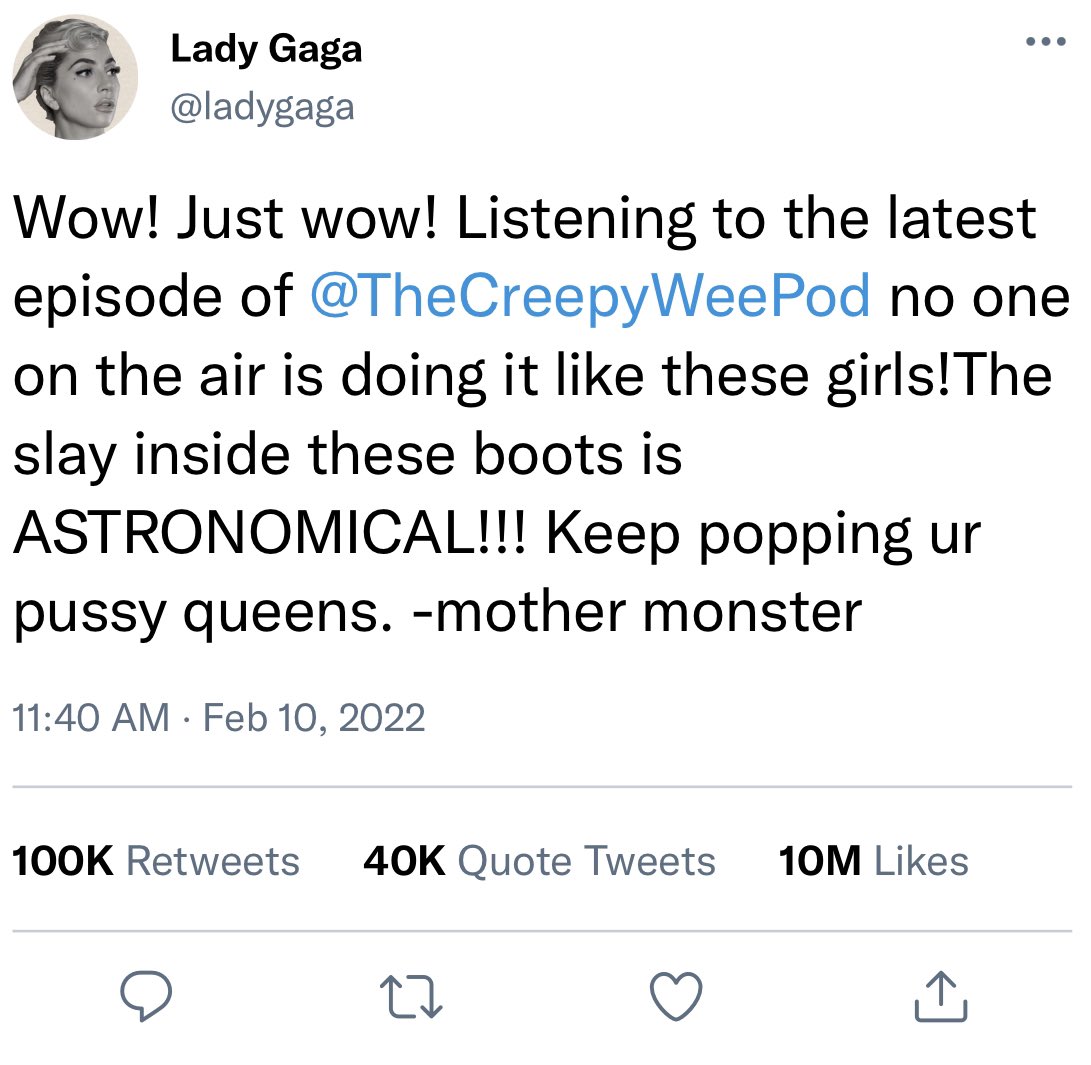 Lady Gaga
@ladygaga
Wow! Just wow! Listening to the latest
episode of @TheCreepyWeePod no one
on the air is doing it like these girls!The
slay inside these boots is
ASTRONOMICAL!!! Keep popping ur
pussy queens. -mother monster
11:40 AM · Feb 10, 2022
100K Retweets 40K Quote Tweets 10M Likes